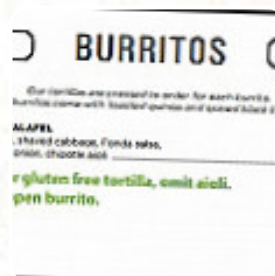 BURRITOS
Our tortillas are pressed to order for each burrito.
burritos come with toasted quinoa and
ALAFEL
, shaved cabbage, Fonda salsa,
onion, chipotle aioli
r gluten free tortilla, omit aioli.
pen burrito.